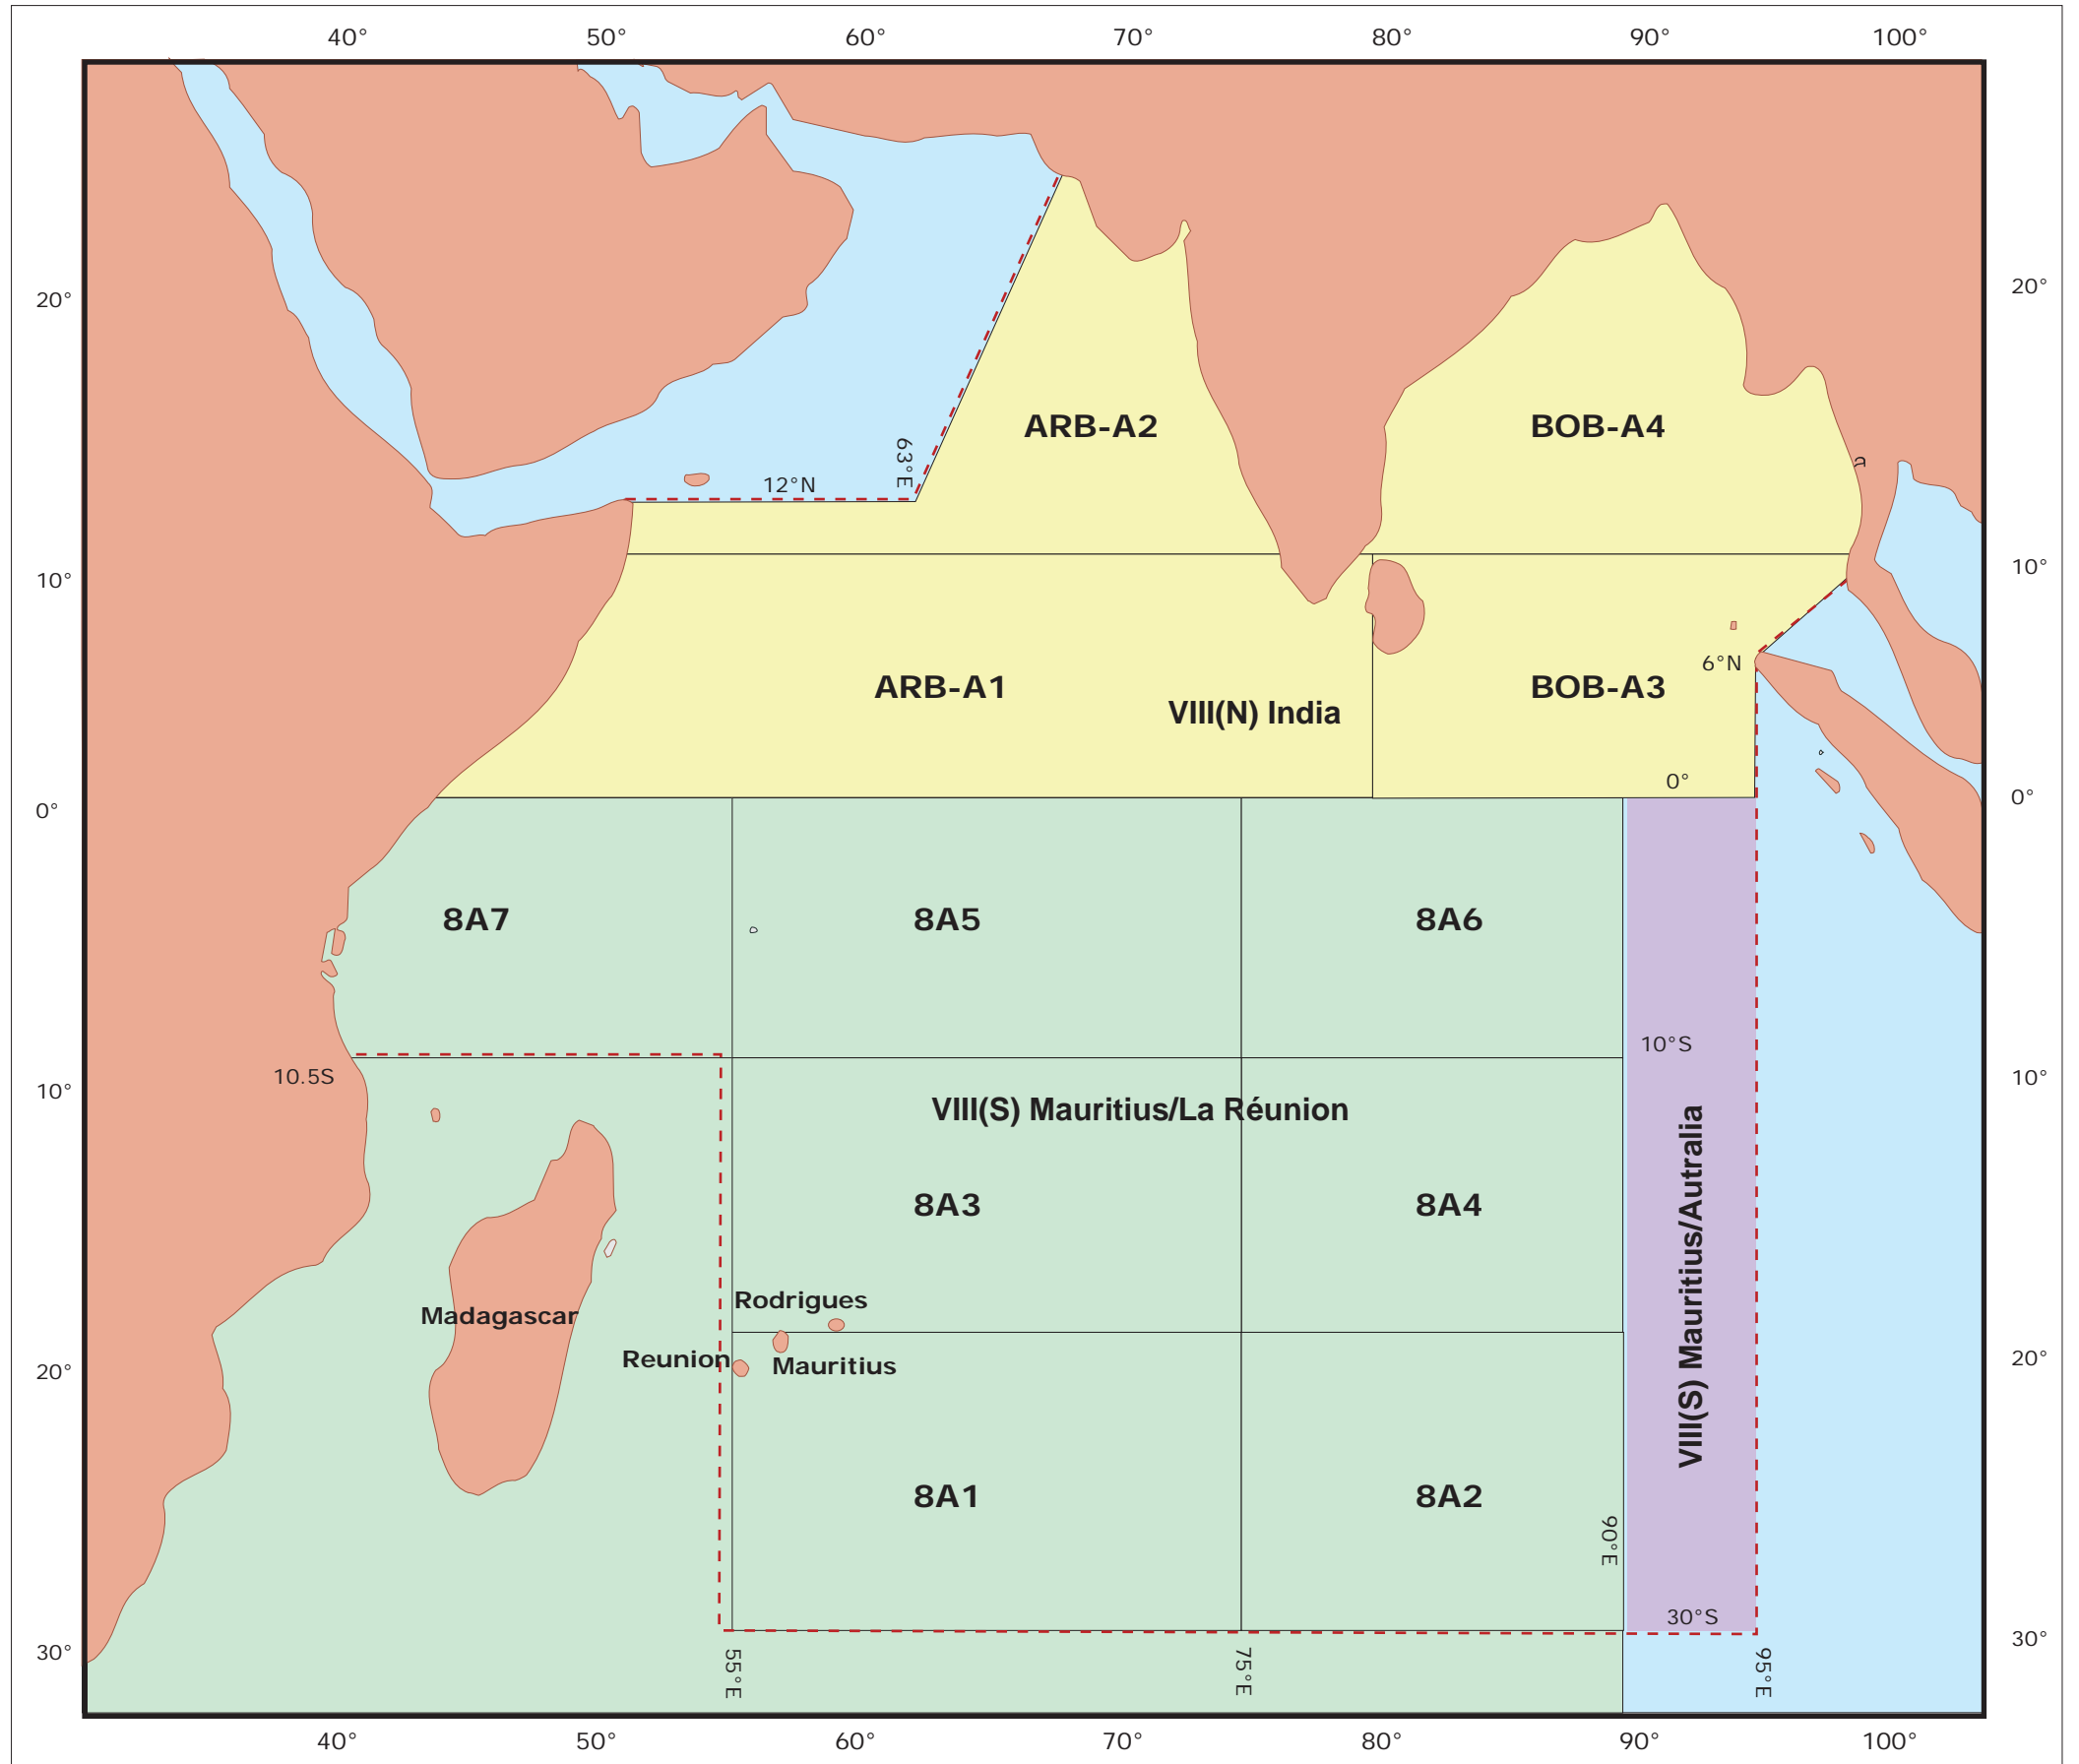 40° 50° 60° 70° 80° 90° 100°
20° 20°
ARB-A2 BOB-A4
63°E
12°N
10° 10°
6°N
ARB-A1 BOB-A3
VIII(N) India
0°
0° 0°
8A7 8A5 8A6
10°S
10.5S
10° 10°
VIII(S) Mauritius/La Réunion
VIII(S) Mauritius/Autralia
8A3 8A4
Rodrigues
Madagascar
Reunion
Mauritius
20° 20°
8A1 8A2
90°E
30°S
30° 30°
55°E 75°E 95°E
40° 50° 60° 70° 80° 90° 100°